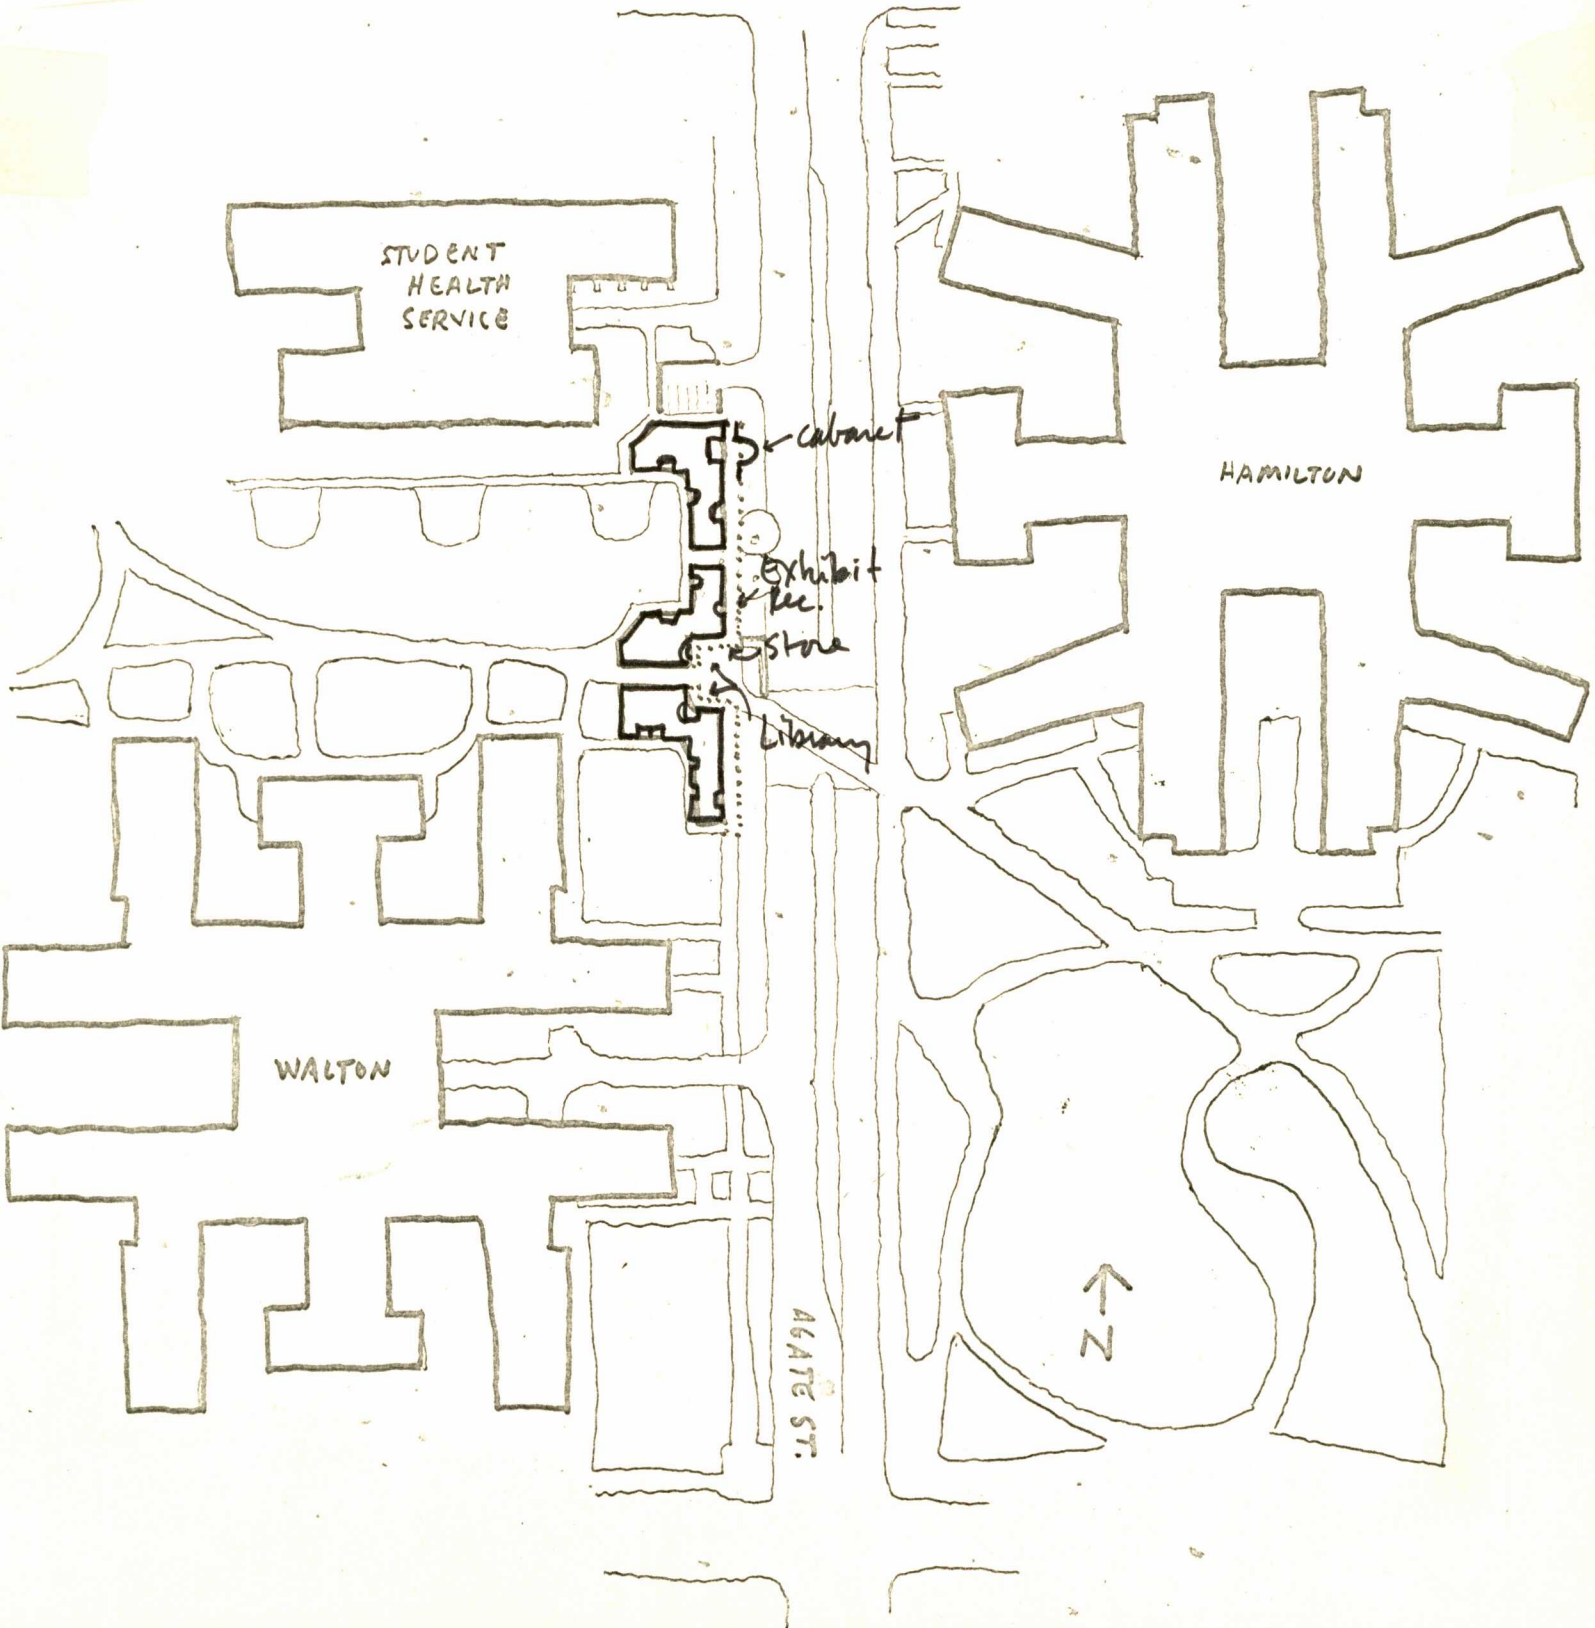 STUDENT
HEALTH
SERVICE
cabaret
HAMILTON
Exhibit
Rec.
Store
Library
WALTON
N
AGATE ST.